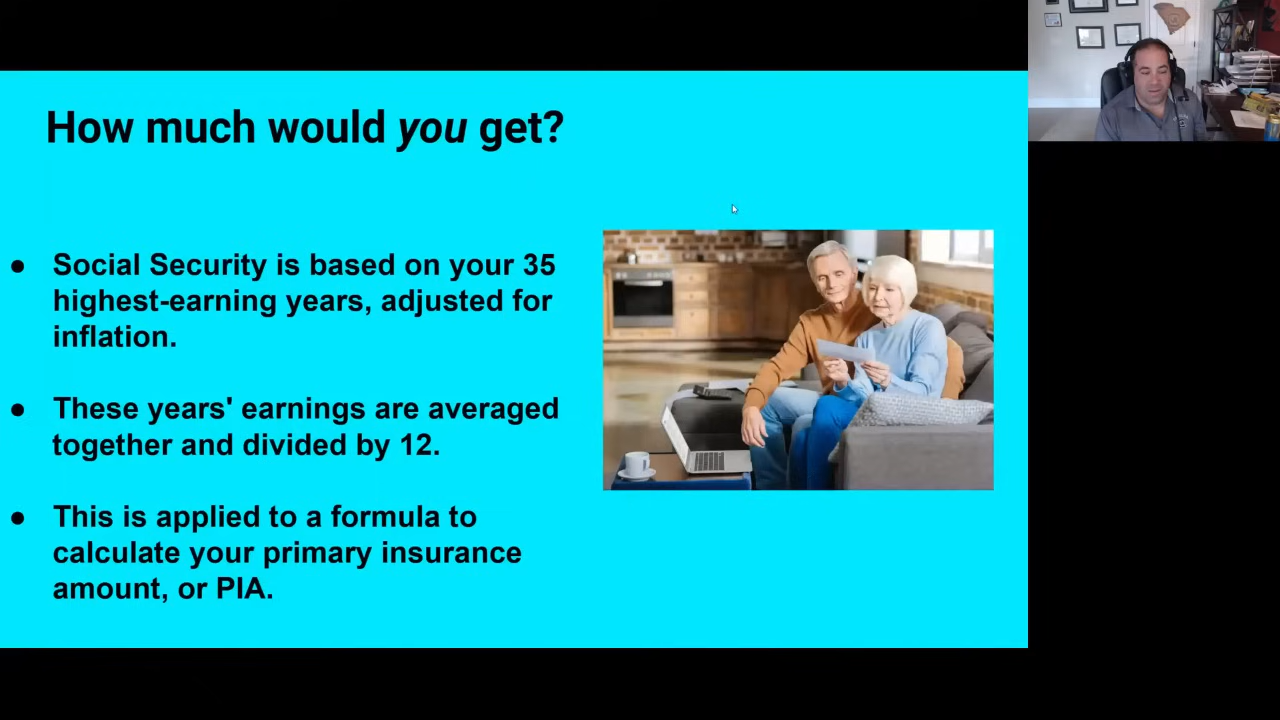 How much would you get?
● Social Security is based on your 35
highest-earning years, adjusted for
inflation.
● These years' earnings are averaged
together and divided by 12.
● This is applied to a formula to
calculate your primary insurance
amount, or PIA.